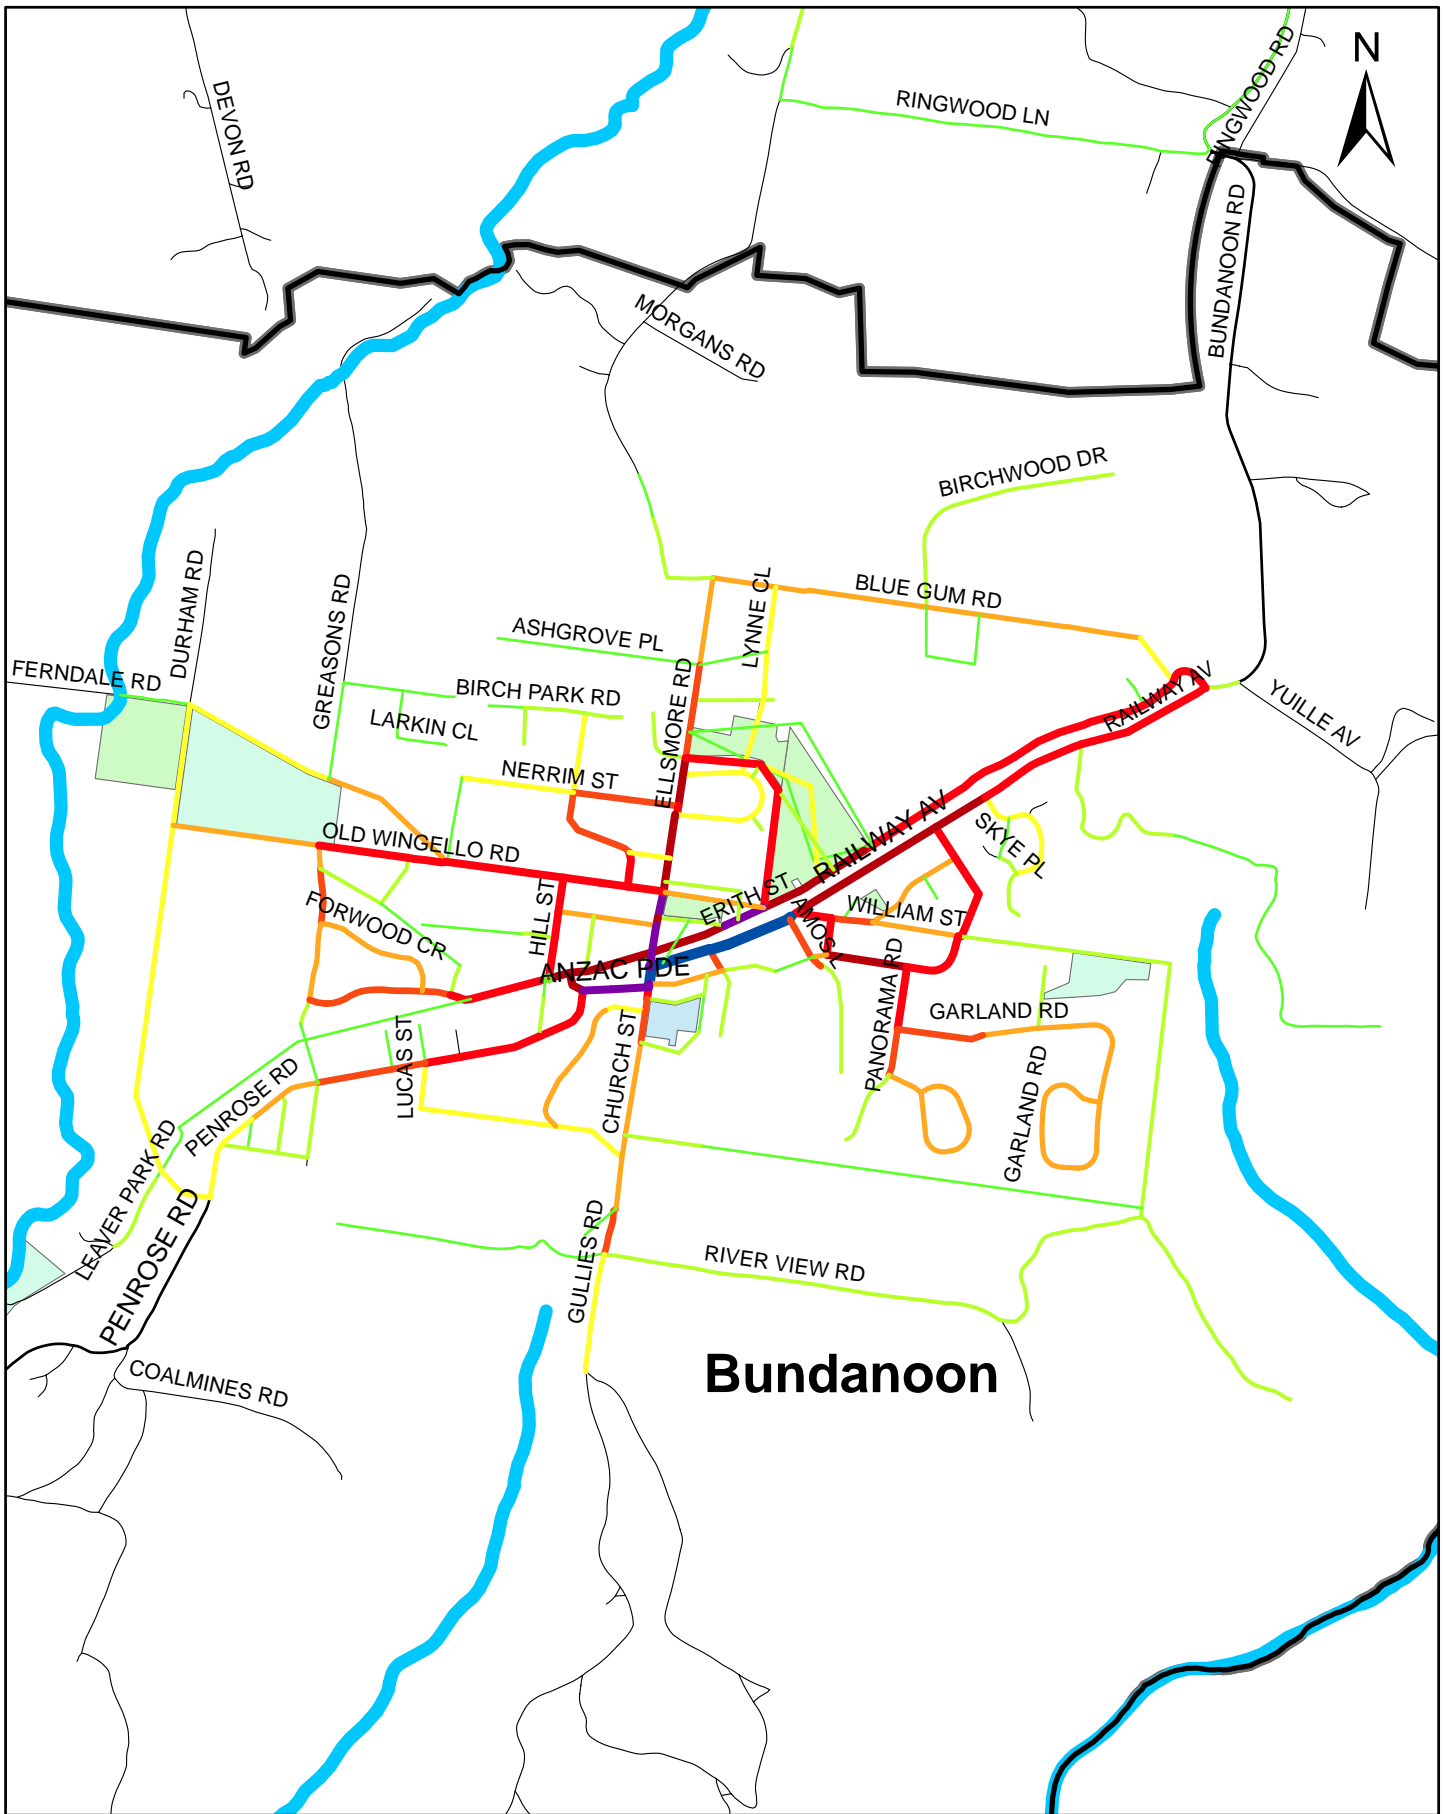 RINGWOOD RD
N
DEVON RD
RINGWOOD LN
BUNDANOON RD
MORGANS RD
BIRCHWOOD DR
DURHAM RD
GREASONS RD
LYNNE CL
BLUE GUM RD
ASHGROVE PL
FERNDALE RD
BIRCH PARK RD
ELLSMORE RD
RAILWAY AV
YUILLE AV
LARKIN CL
NERRIM ST
RAILWAY AV
SKYE PL
OLD WINGELLO RD
ERITH ST
FORWOOD CR
HILL ST
AMOS L
WILLIAM ST
ANZAC PDE
PANORAMA RD
GARLAND RD
LUCAS ST
CHURCH ST
GARLAND RD
PENROSE RD
LEAVER PARK RD
PENROSE RD
GULLIES RD
RIVER VIEW RD
COALMINES RD
Bundanoon